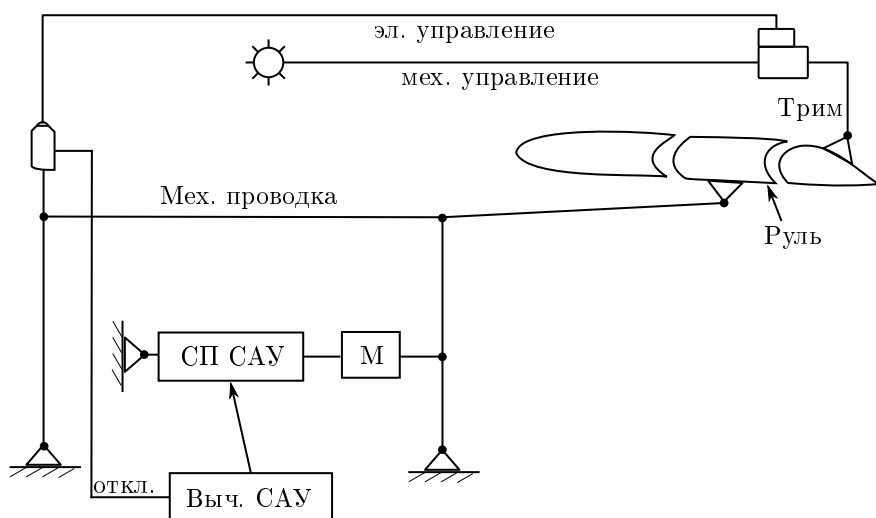 эл. управление
мех. управление
Трим
Мех. проводка
Руль
СП САУ
М
откл.
Выч. САУ